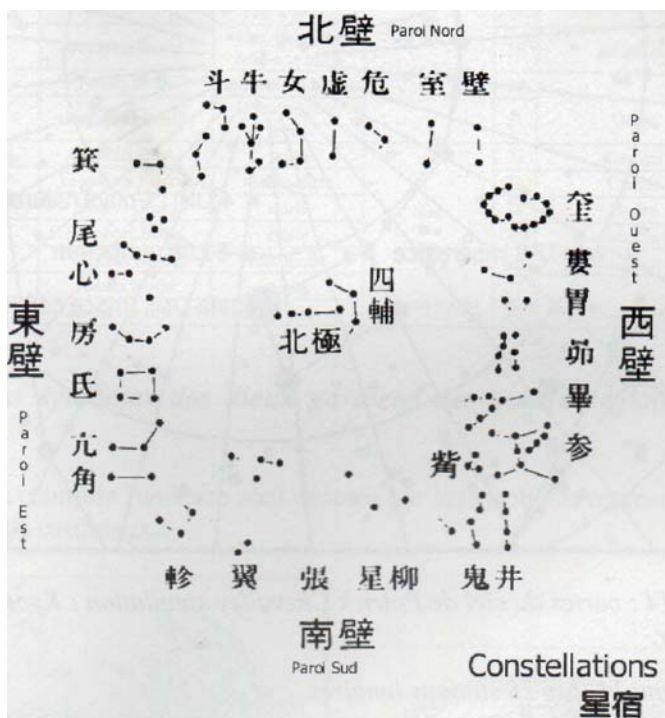 北壁 Paroi Nord
斗 牛 女 虚 危 室 壁
箕
尾
心
房
氏
亢
角
東壁
Paroi Est
四輔
北極
觜
奎
婁
胃
昴
畢
参
Paroi Ouest
西壁
軫 翼 張 星 柳 鬼 井
南壁
Paroi Sud
Constellations
星宿